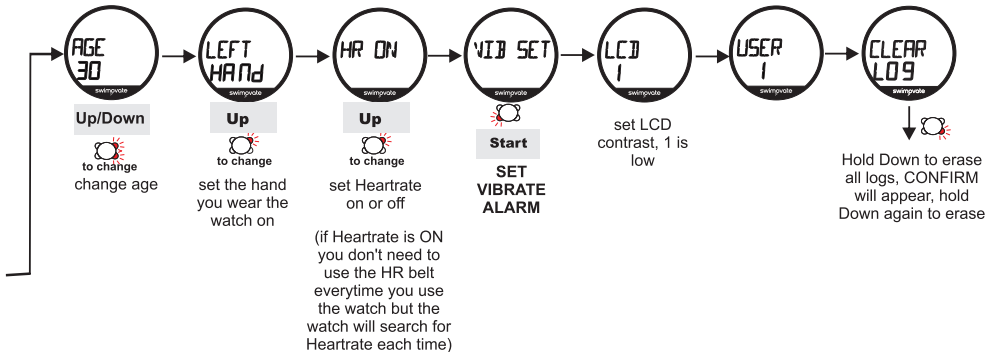 AGE
30
swimovate
Up/Down
to change
change age
LEFT
HANd
swimovate
Up
to change
set the hand
you wear the
watch on
HR ON
swimovate
Up
to change
set Heartrate
on or off
(if Heartrate is ON
you don't need to
use the HR belt
everytime you use
the watch but the
watch will search for
Heartrate each time)
VIB SET
swimovate
Start
SET
VIBRATE
ALARM
LCD
1
swimovate
set LCD
contrast, 1 is
low
USER
1
swimovate
CLEAR
LOg
swimovate
Hold Down to erase
all logs, CONFIRM
will appear, hold
Down again to erase